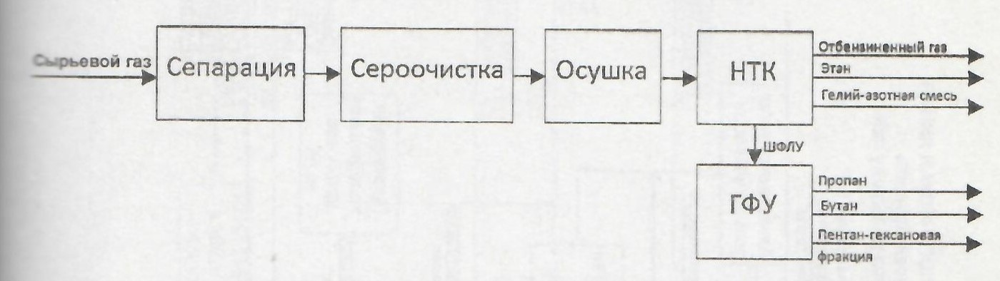 Сырьевой газ
Сепарация
Сероочистка
Осушка
НТК
Отбензиненный газ
Этан
Гелий-азотная смесь
ШФЛУ
ГФУ
Пропан
Бутан
Пентан-гексановая
фракция